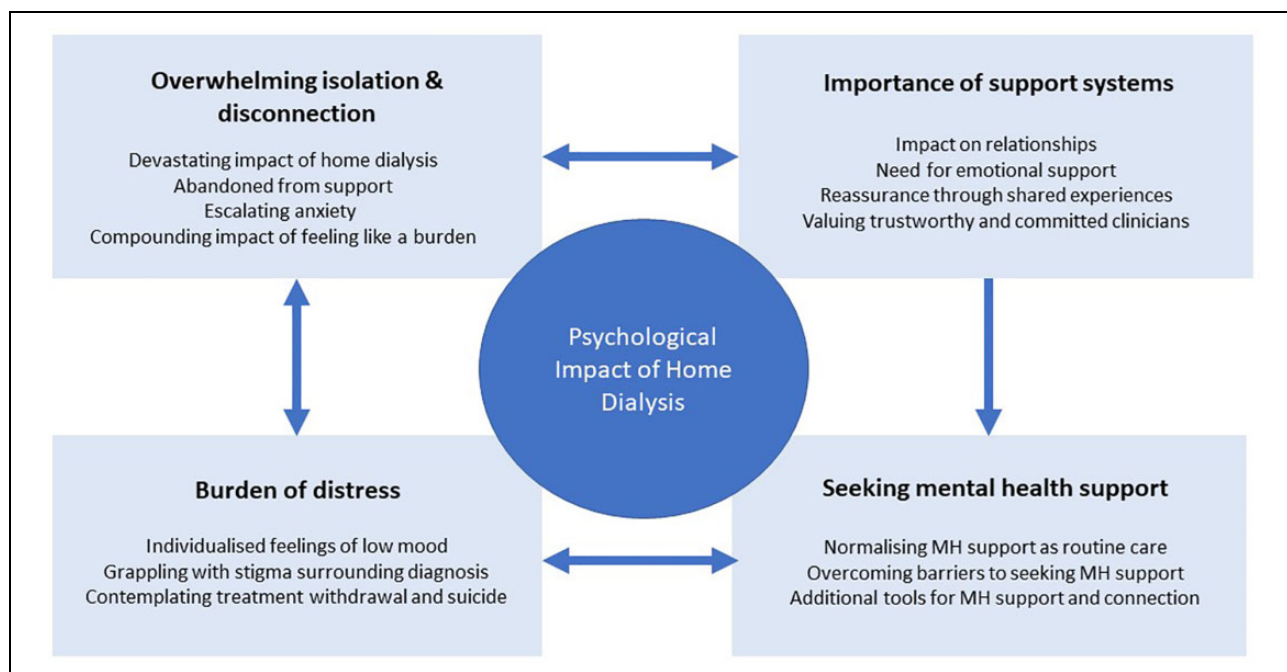 Overwhelming isolation &
disconnection
Devastating impact of home dialysis
Abandoned from support
Escalating anxiety
Compounding impact of feeling like a burden
Importance of support systems
Impact on relationships
Need for emotional support
Reassurance through shared experiences
Valuing trustworthy and committed clinicians
Psychological
Impact of Home
Dialysis
Burden of distress
Individualised feelings of low mood
Grappling with stigma surrounding diagnosis
Contemplating treatment withdrawal and suicide
Seeking mental health support
Normalising MH support as routine care
Overcoming barriers to seeking MH support
Additional tools for MH support and connection